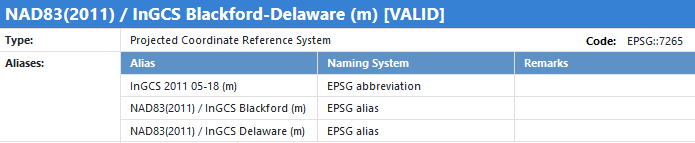 NAD83(2011) / InGCS Blackford-Delaware (m) [VALID]
Type: Projected Coordinate Reference System Code: EPSG::7265
Aliases: Alias Naming System Remarks
InGCS 2011 05-18 (m) EPSG abbreviation
NAD83(2011) / InGCS Blackford (m) EPSG alias
NAD83(2011) / InGCS Delaware (m) EPSG alias